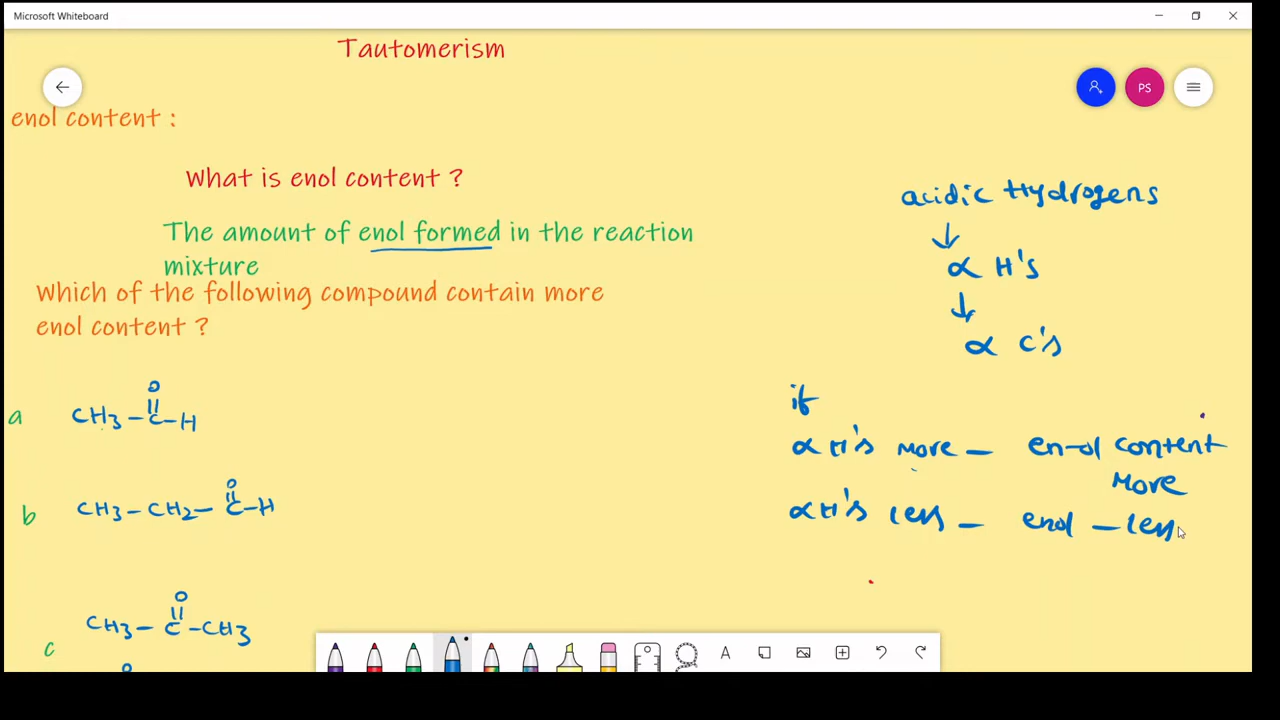 Microsoft Whiteboard
Tautomerism
PS
enol content :
What is enol content ?
The amount of enol formed in the reaction
mixture
Which of the following compound contain more
enol content ?
a
O
CH3 – C – H
b
O
CH3 – CH2 – C – H
c
O
CH3 – C – CH3
O
acidic Hydrogens
↓
α H's
↓
α C's
if
α H's more – en-ol content
More
αH's less – enol – less
A